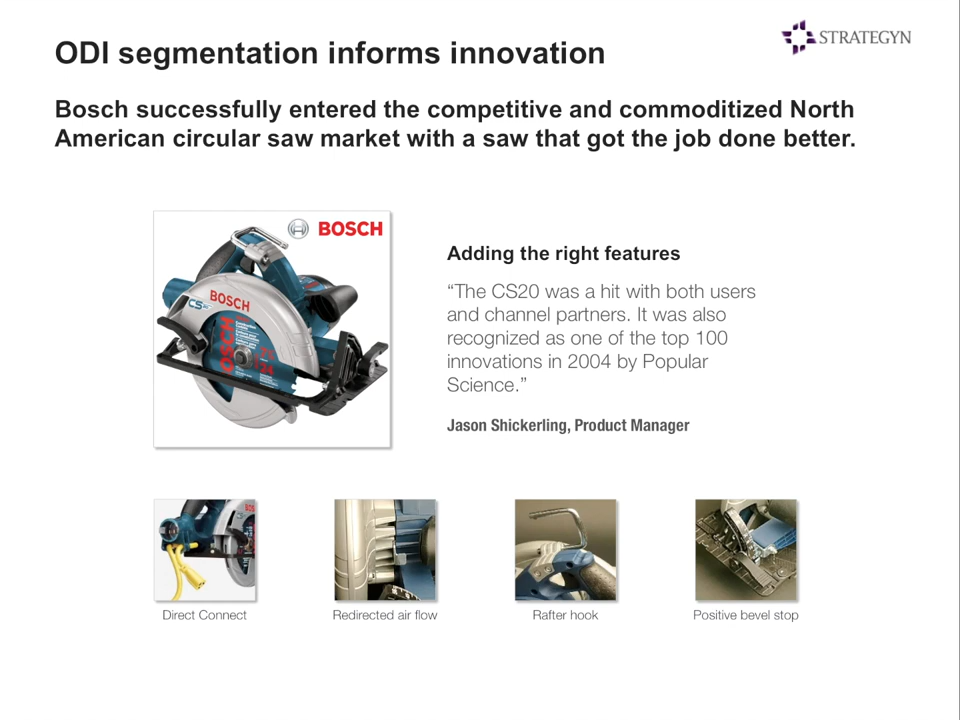 ODI segmentation informs innovation
STRATEGYN
Bosch successfully entered the competitive and commoditized North
American circular saw market with a saw that got the job done better.
BOSCH
BOSCH
CS
BOSCH
Adding the right features
“The CS20 was a hit with both users
and channel partners. It was also
recognized as one of the top 100
innovations in 2004 by Popular
Science.”
Jason Shickerling, Product Manager
Direct Connect
Redirected air flow
Rafter hook
Positive bevel stop